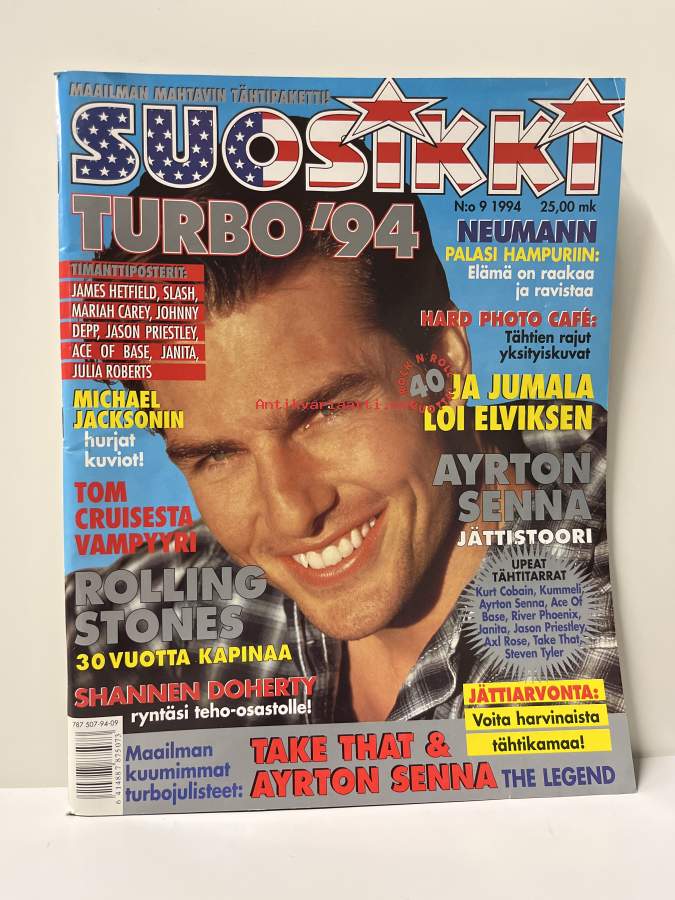 MAAILMAN MAHTAVIN TÄHTIPAKETTI!
SUOSIKKI
TURBO '94
N:o 9 1994 25,00 mk
NEUMANN
PALASI HAMPURIIN:
Elämä on raakaa
ja ravistaa
TIMANTTIPOSTERIT:
JAMES HETFIELD, SLASH,
MARIAH CAREY, JOHNNY
DEPP, JASON PRIESTLEY,
ACE OF BASE, JANITA,
JULIA ROBERTS
HARD PHOTO CAFÉ:
Tähtien rajut
yksityiskuvat
ROCK N' ROLL
40
VUOTTA
JA JUMALA
LOI ELVIKSEN
MICHAEL
JACKSONIN
hurjat
kuviot!
AYRTON
SENNA
JÄTTISTOORI
TOM
CRUISESTA
VAMPYYRI
UPEAT
TÄHTITARRAT
Kurt Cobain, Kummeli,
Ayrton Senna, Ace Of
Base, River Phoenix,
Janita, Jason Priestley,
Axl Rose, Take That,
Steven Tyler
ROLLING
STONES
30 VUOTTA KAPINAA
SHANNEN DOHERTY
ryntäsi teho-osastolle!
JÄTTIARVONTA:
Voita harvinaista
tähtikamaa!
787.507-94-09
6 414887 875073
Maailman
kuumimmat
turbojulisteet:
TAKE THAT &
AYRTON SENNA THE LEGEND